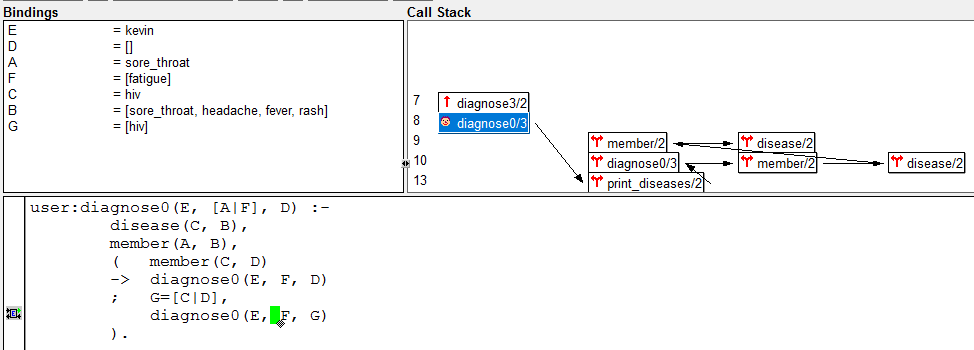 Bindings
E = kevin
D = []
A = sore_throat
F = [fatigue]
C = hiv
B = [sore_throat, headache, fever, rash]
G = [hiv]
Call Stack
7 diagnose3/2
8 diagnose0/3
9 member/2 disease/2
10 diagnose0/3 member/2 disease/2
13 print_diseases/2
user:diagnose0(E, [A|F], D) :-
disease(C, B),
member(A, B),
(   member(C, D)
->  diagnose0(E, F, D)
;   G=[C|D],
diagnose0(E, F, G)
).